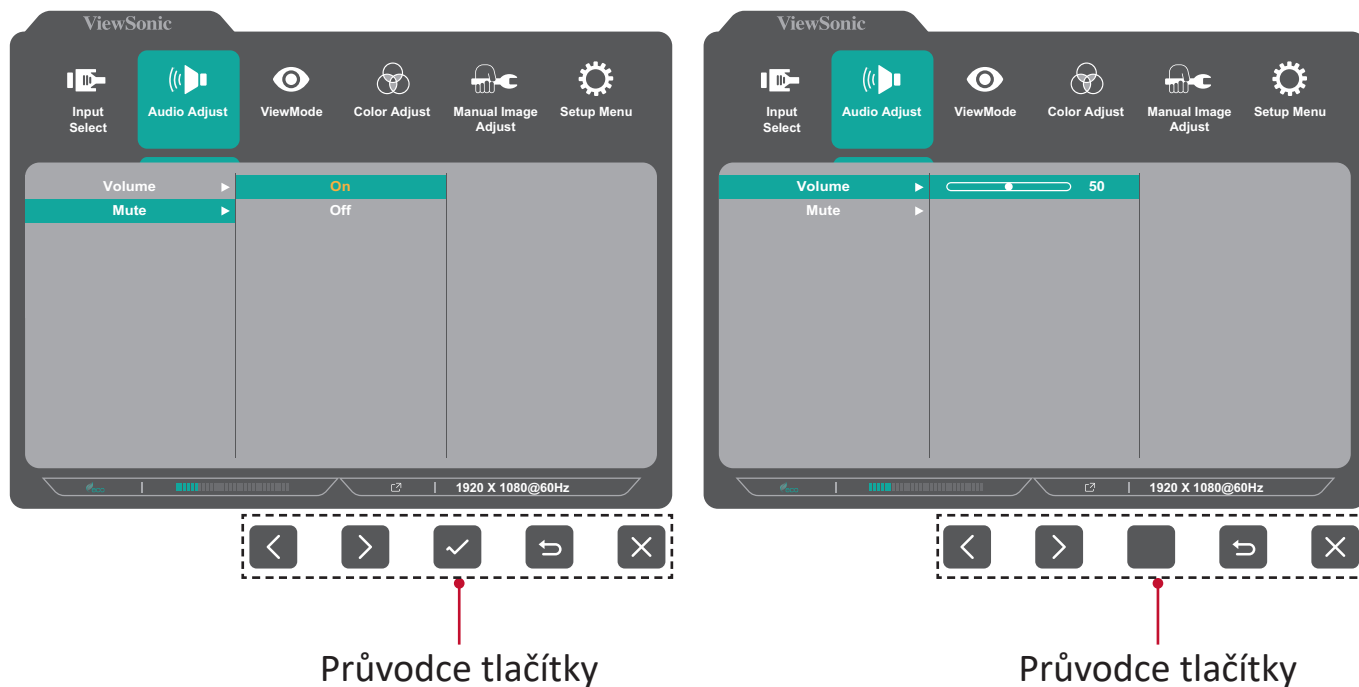 ViewSonic
Input
Select
Audio Adjust
ViewMode
Color Adjust
Manual Image
Adjust
Setup Menu
Volume
On
Mute
Off
eco
1920 X 1080@60Hz
Průvodce tlačítky
ViewSonic
Input
Select
Audio Adjust
ViewMode
Color Adjust
Manual Image
Adjust
Setup Menu
Volume
50
Mute
eco
1920 X 1080@60Hz
Průvodce tlačítky